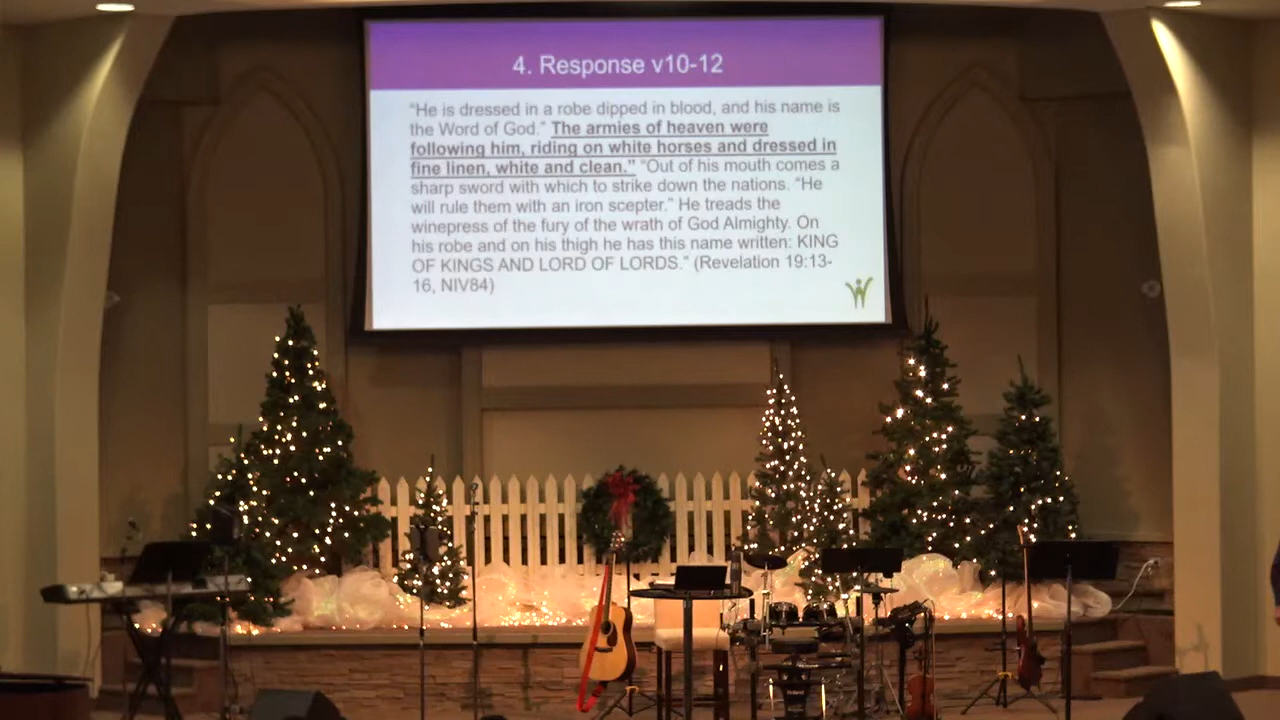 4. Response v10-12
“He is dressed in a robe dipped in blood, and his name is
the Word of God.” The armies of heaven were
following him, riding on white horses and dressed in
fine linen, white and clean.” “Out of his mouth comes a
sharp sword with which to strike down the nations. “He
will rule them with an iron scepter.” He treads the
winepress of the fury of the wrath of God Almighty. On
his robe and on his thigh he has this name written: KING
OF KINGS AND LORD OF LORDS.” (Revelation 19:13-
16, NIV84)
Roland